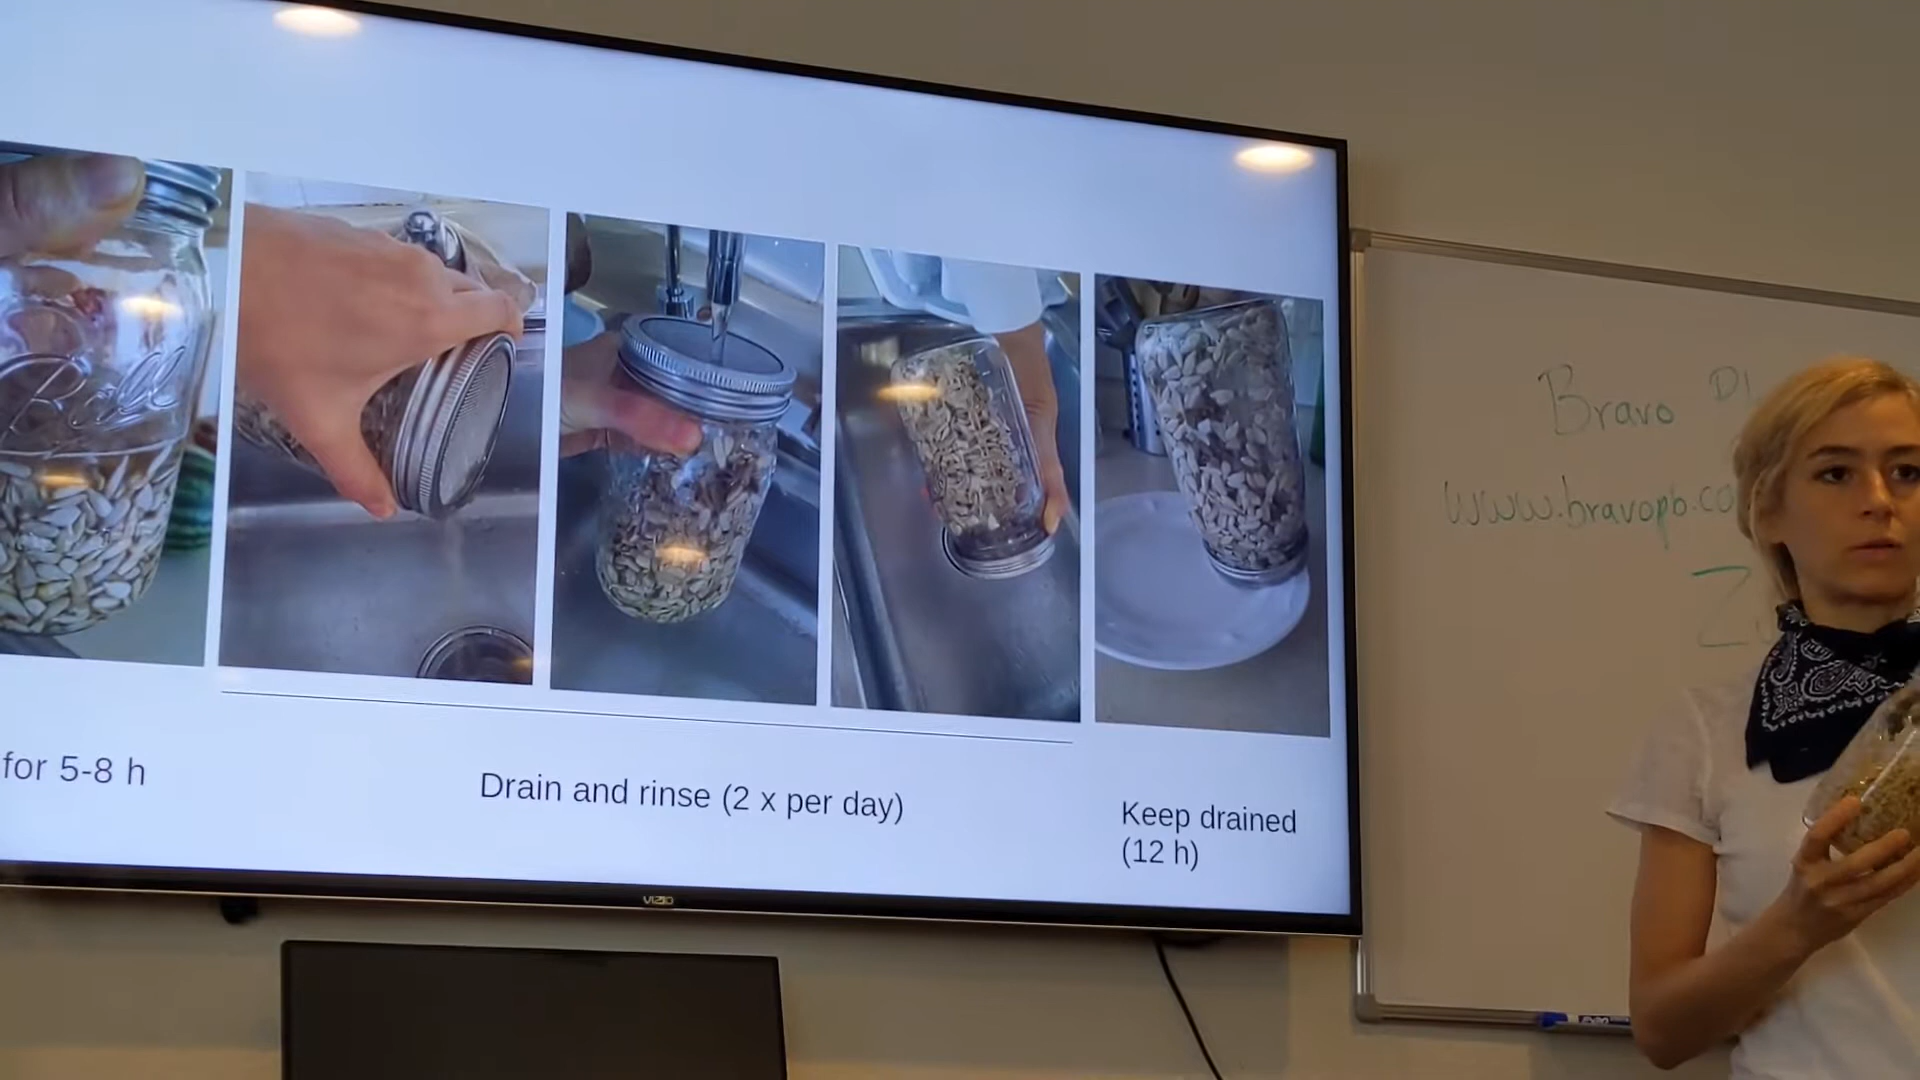 Ball
for 5-8 h
Drain and rinse (2 x per day)
Keep drained
(12 h)
VIZIO
Bravo
www.bravopb.co